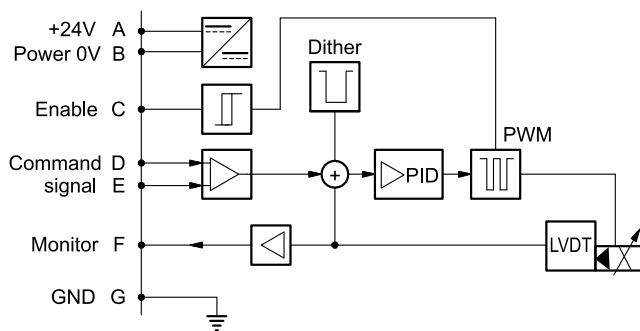 +24V A
Power 0V B
Dither
Enable C
PWM
Command D
signal E
PID
Monitor F
LVDT
GND G